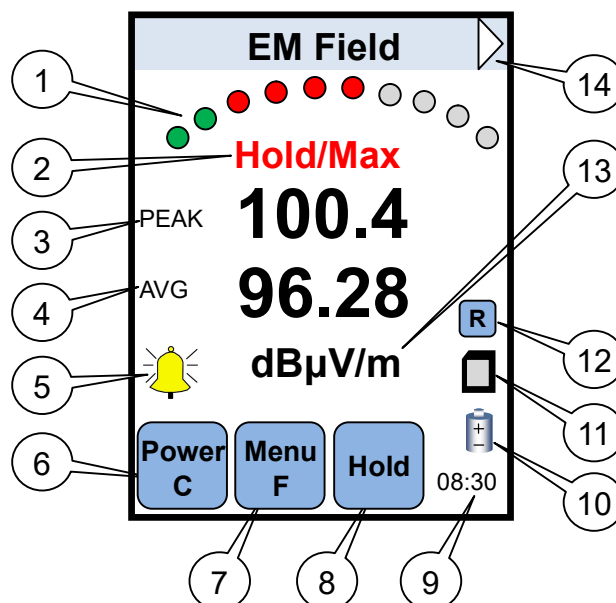 EM Field
1
14
Hold/Max
2
13
PEAK 100.4
3
AVG 96.28
4
R
dBµV/m
5
12
11
+
−
Power
C
Menu
F
Hold
6
10
08:30
7
8
9